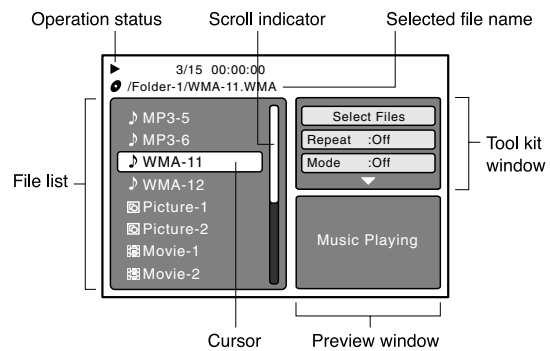 Operation status
Scroll indicator
Selected file name
3/15 00:00:00
/Folder-1/WMA-11.WMA
MP3-5
MP3-6
WMA-11
WMA-12
Picture-1
Picture-2
Movie-1
Movie-2
File list
Select Files
Repeat :Off
Mode :Off
Tool kit
window
Music Playing
Cursor
Preview window